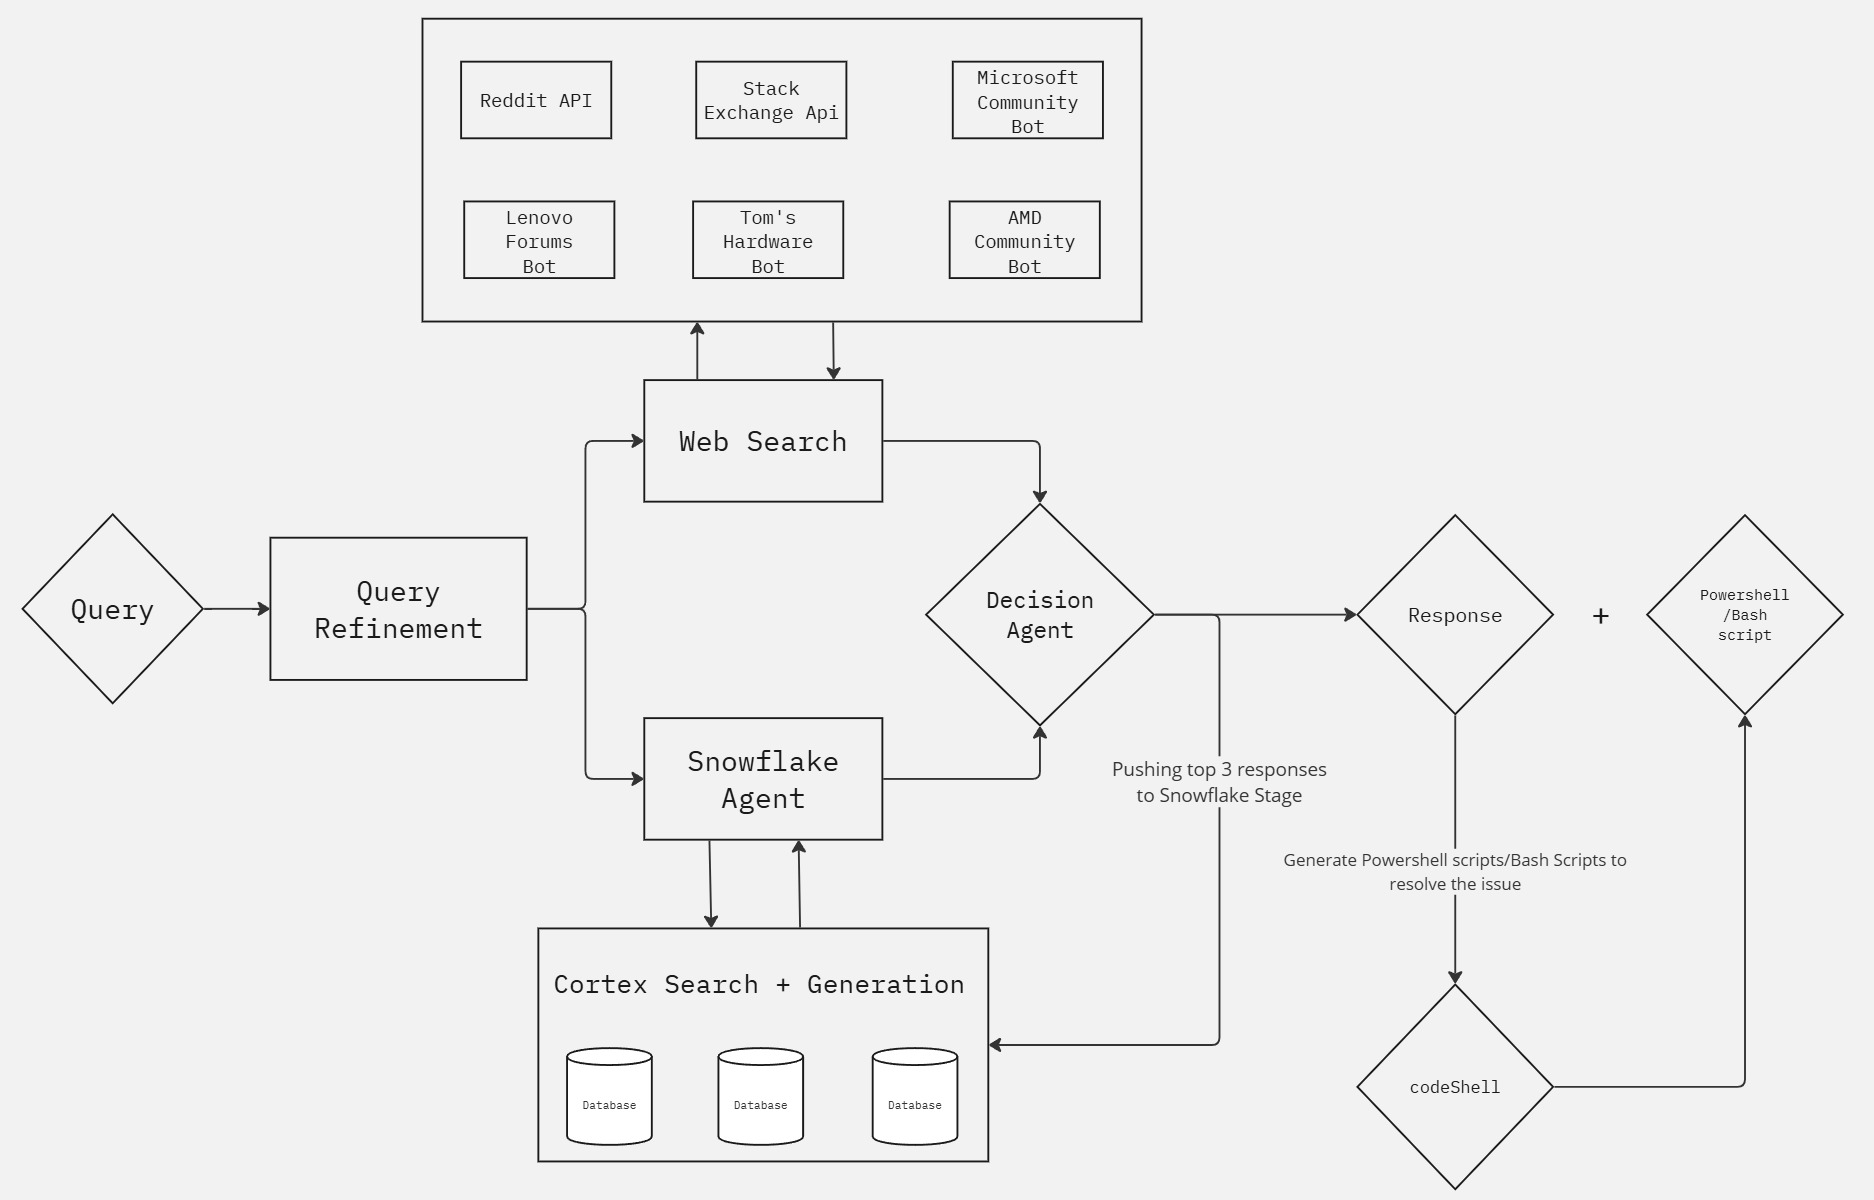 Reddit API
Stack
Exchange Api
Microsoft
Community
Bot
Lenovo
Forums
Bot
Tom's
Hardware
Bot
AMD
Community
Bot
Web Search
Query
Query
Refinement
Decision
Agent
Response
+
Powershell
/Bash
script
Snowflake
Agent
Pushing top 3 responses
to Snowflake Stage
Generate Powershell scripts/Bash Scripts to
resolve the issue
Cortex Search + Generation
Database
Database
Database
codeShell